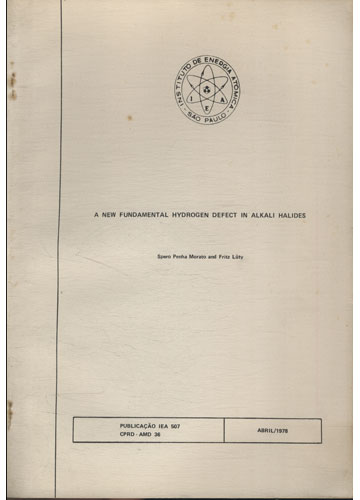 INSTITUTO DE ENERGIA ATÔMICA
I A
E
- SÃO PAULO -
A NEW FUNDAMENTAL HYDROGEN DEFECT IN ALKALI HALIDES
Spero Penha Morato and Fritz Lüty
PUBLICAÇÃO IEA 507
CPRD - AMD 36
ABRIL/1978